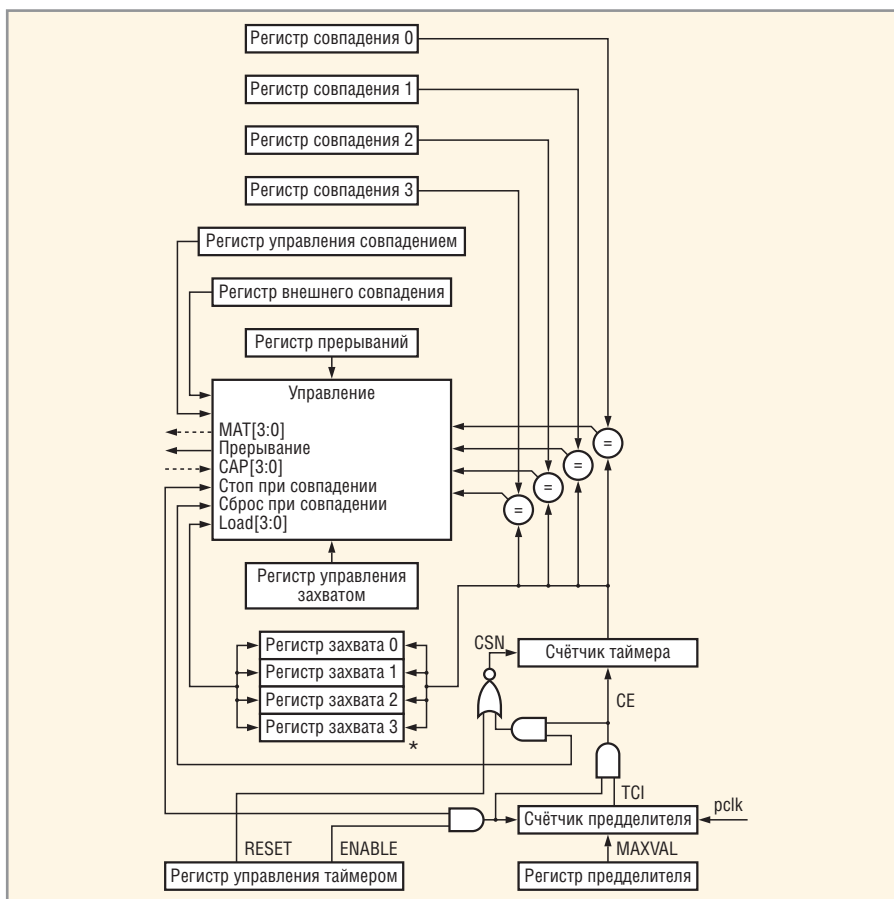 Регистр совпадения 0
Регистр совпадения 1
Регистр совпадения 2
Регистр совпадения 3
Регистр управления совпадением
Регистр внешнего совпадения
Регистр прерываний
Управление
MAT[3:0]
Прерывание
CAP[3:0]
Стоп при совпадении
Сброс при совпадении
Load[3:0]
=
=
=
=
Регистр управления
захватом
Регистр захвата 0
Регистр захвата 1
Регистр захвата 2
Регистр захвата 3
*
CSN
Счётчик таймера
CE
TCI
pclk
Счётчик предделителя
RESET
ENABLE
MAXVAL
Регистр управления таймером
Регистр предделителя